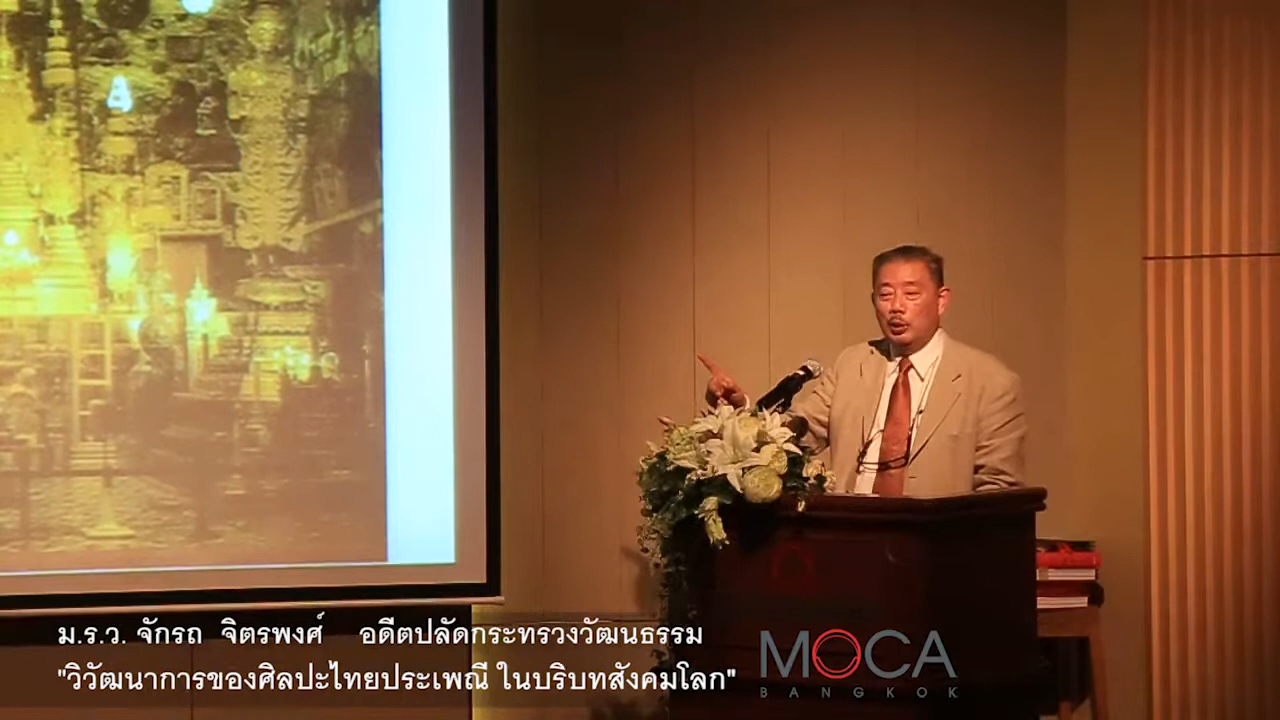 ม.ร.ว. จักรถ จิตรพงศ์ อดีตปลัดกระทรวงวัฒนธรรม
"วิวัฒนาการของศิลปะไทยประเพณี ในบริบทสังคมโลก"
MOCA
BANGKOK